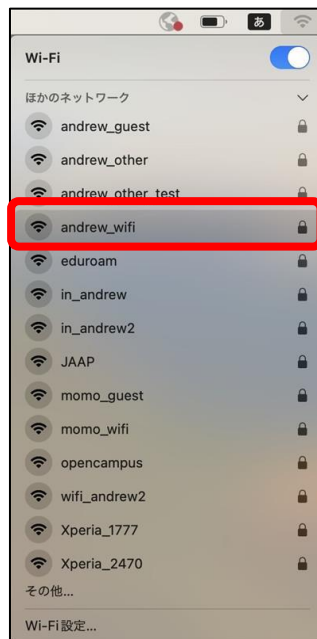 あ
Wi-Fi
ほかのネットワーク
andrew_guest
andrew_other
andrew_other_test
andrew_wifi
eduroam
in_andrew
in_andrew2
JAAP
momo_guest
momo_wifi
opencampus
wifi_andrew2
Xperia_1777
Xperia_2470
その他...
Wi-Fi設定...